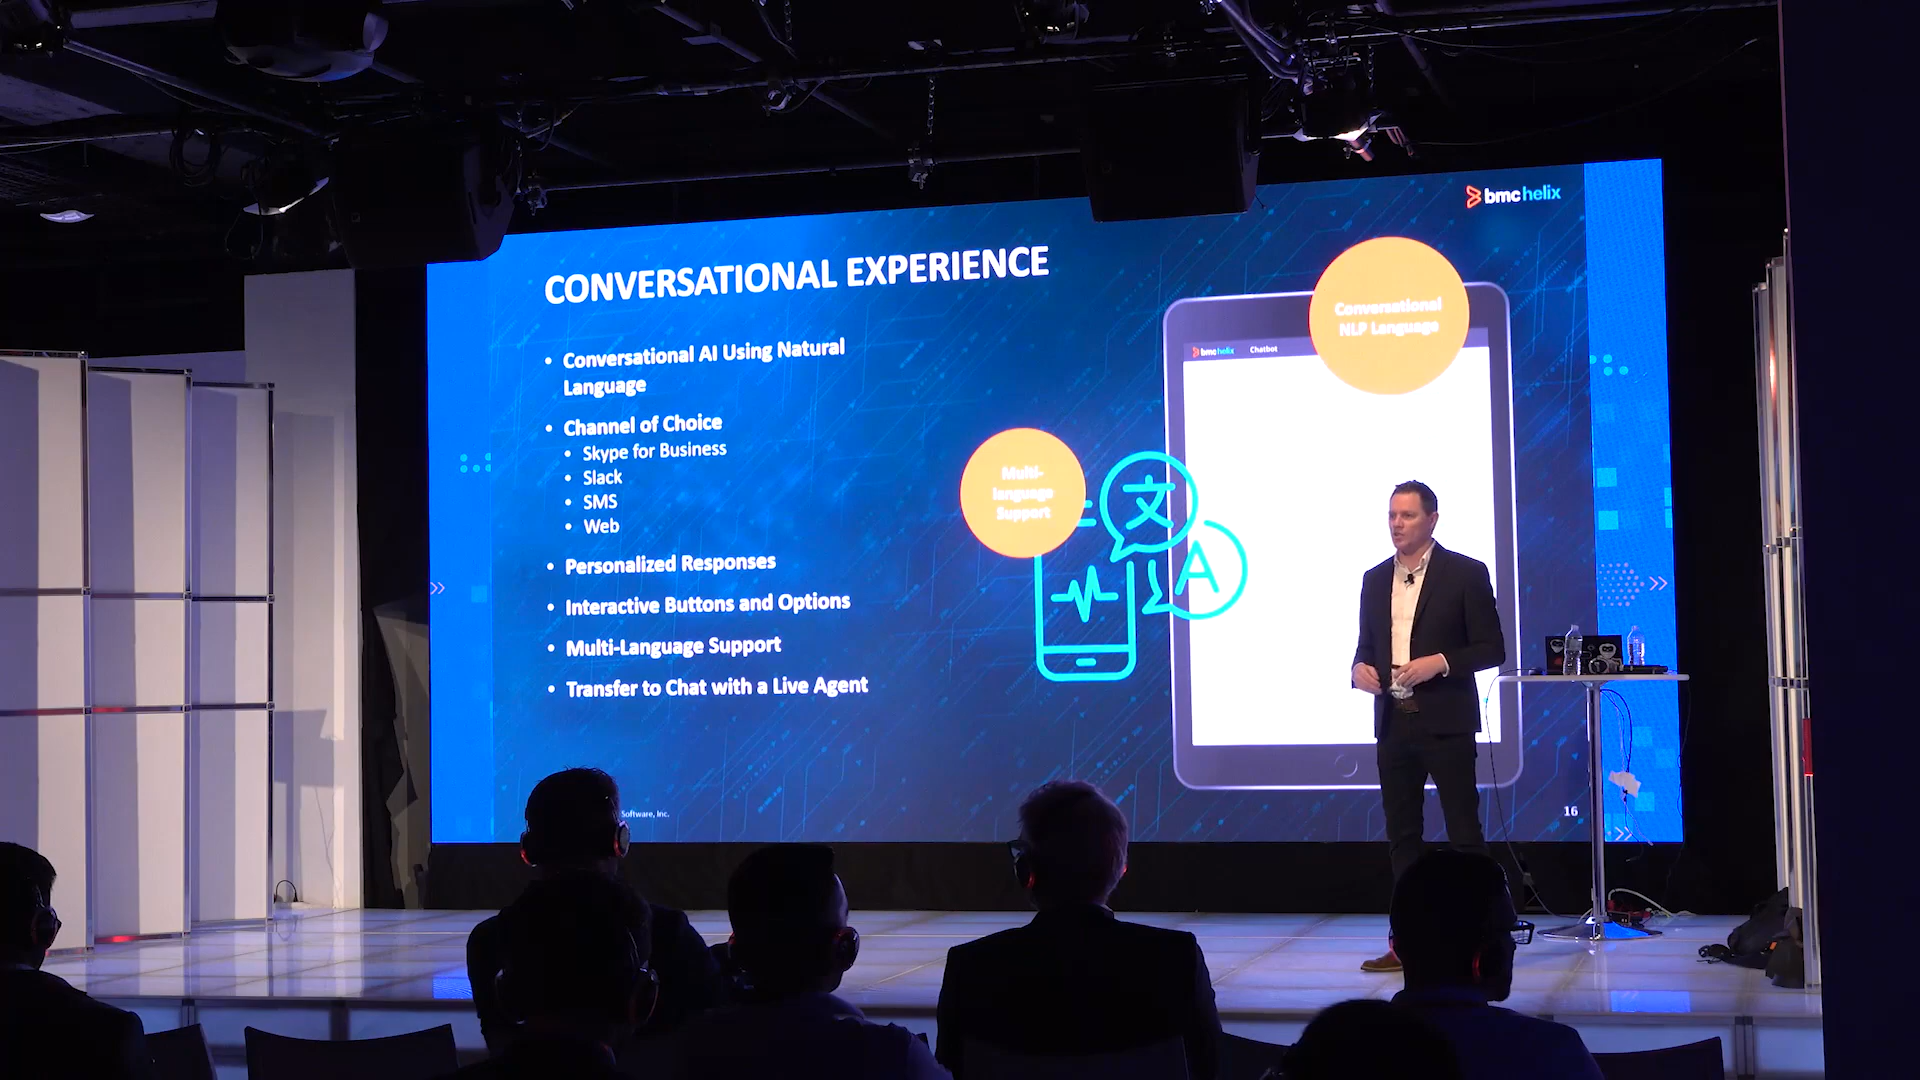 bmc helix
CONVERSATIONAL EXPERIENCE
• Conversational AI Using Natural
Language
• Channel of Choice
• Skype for Business
• Slack
• SMS
• Web
• Personalized Responses
• Interactive Buttons and Options
• Multi-Language Support
• Transfer to Chat with a Live Agent
Conversational
NLP Language
bmc helix Chatbot
Multi-
language
Support
文
A
Software, Inc.
16